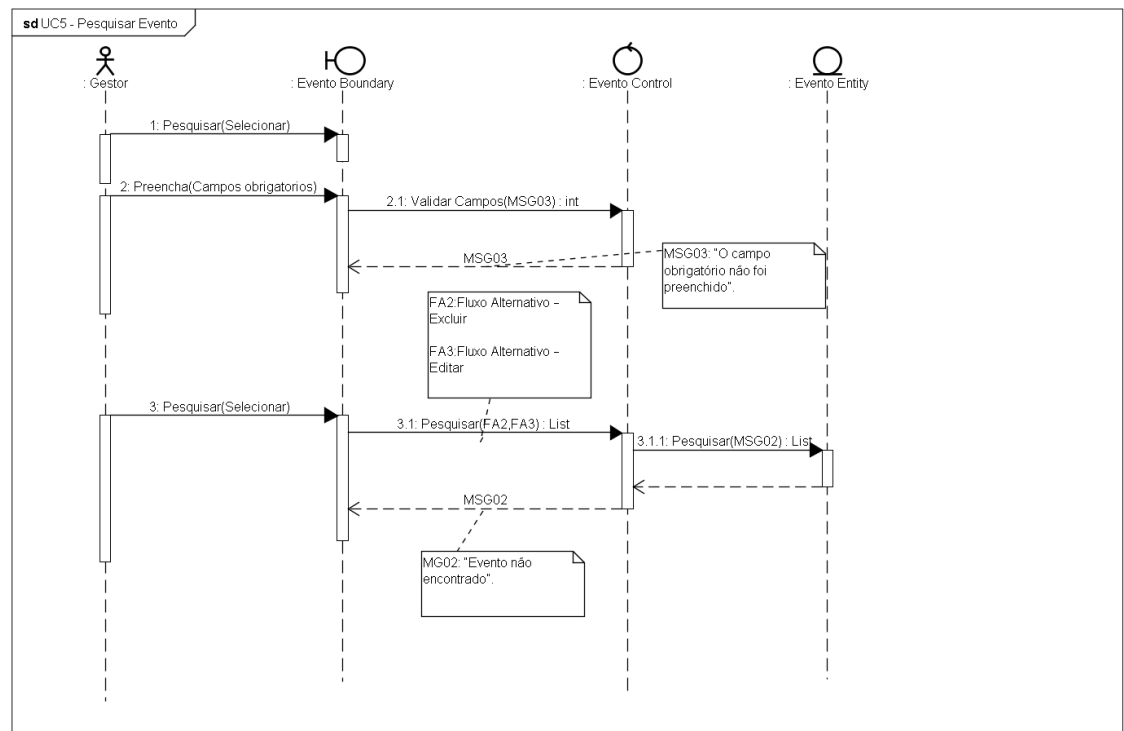 sd UC5 - Pesquisar Evento
: Gestor
: Evento Boundary
: Evento Control
: Evento Entity
1: Pesquisar(Selecionar)
2: Preencha(Campos obrigatorios)
2.1: Validar Campos(MSG03) : int
MSG03
MSG03: "O campo
obrigatório não foi
preenchido".
FA2:Fluxo Alternativo –
Excluir
FA3:Fluxo Alternativo –
Editar
3: Pesquisar(Selecionar)
3.1: Pesquisar(FA2,FA3) : List
3.1.1: Pesquisar(MSG02) : List
MSG02
MG02: "Evento não
encontrado".